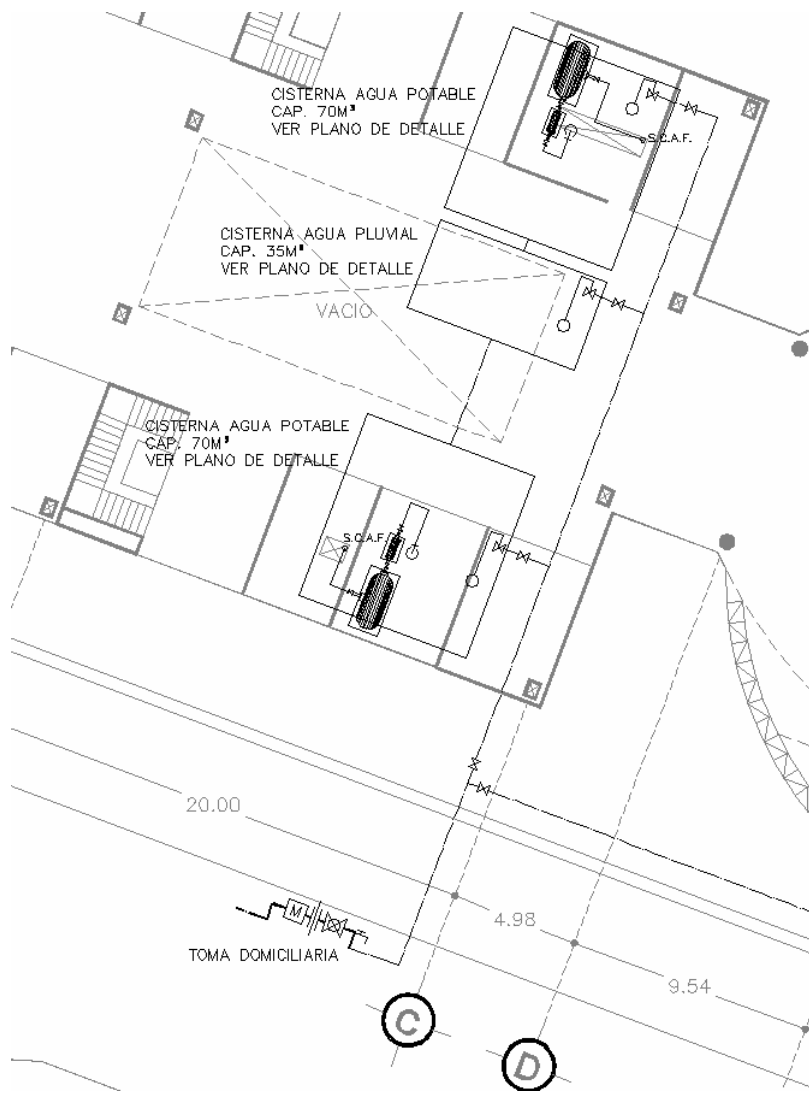 CISTERNA AGUA POTABLE
CAP. 70M³
VER PLANO DE DETALLE
S.C.A.F.
CISTERNA AGUA PLUVIAL
CAP. 35M³
VER PLANO DE DETALLE
VACIO
CISTERNA AGUA POTABLE
CAP. 70M³
VER PLANO DE DETALLE
S.C.A.F.
20.00
4.98
9.54
M
TOMA DOMICILIARIA
C
D